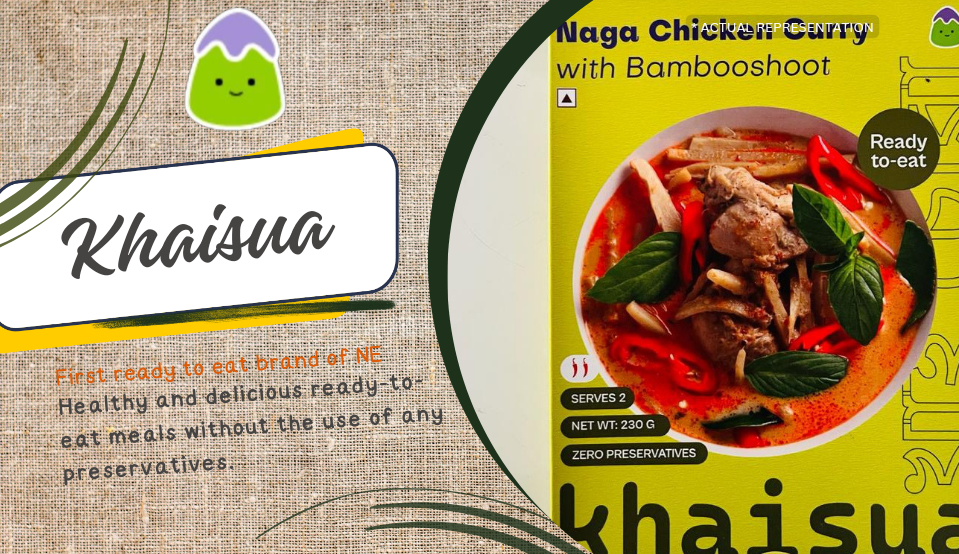 Khaisua
First ready to eat brand of NE
Healthy and delicious ready-to-
eat meals without the use of any
preservatives.
Naga Chicken Curry
* ACTUAL REPRESENTATION
with Bambooshoot
Ready
to-eat
SERVES 2
NET WT: 230 G
ZERO PRESERVATIVES
khaisua